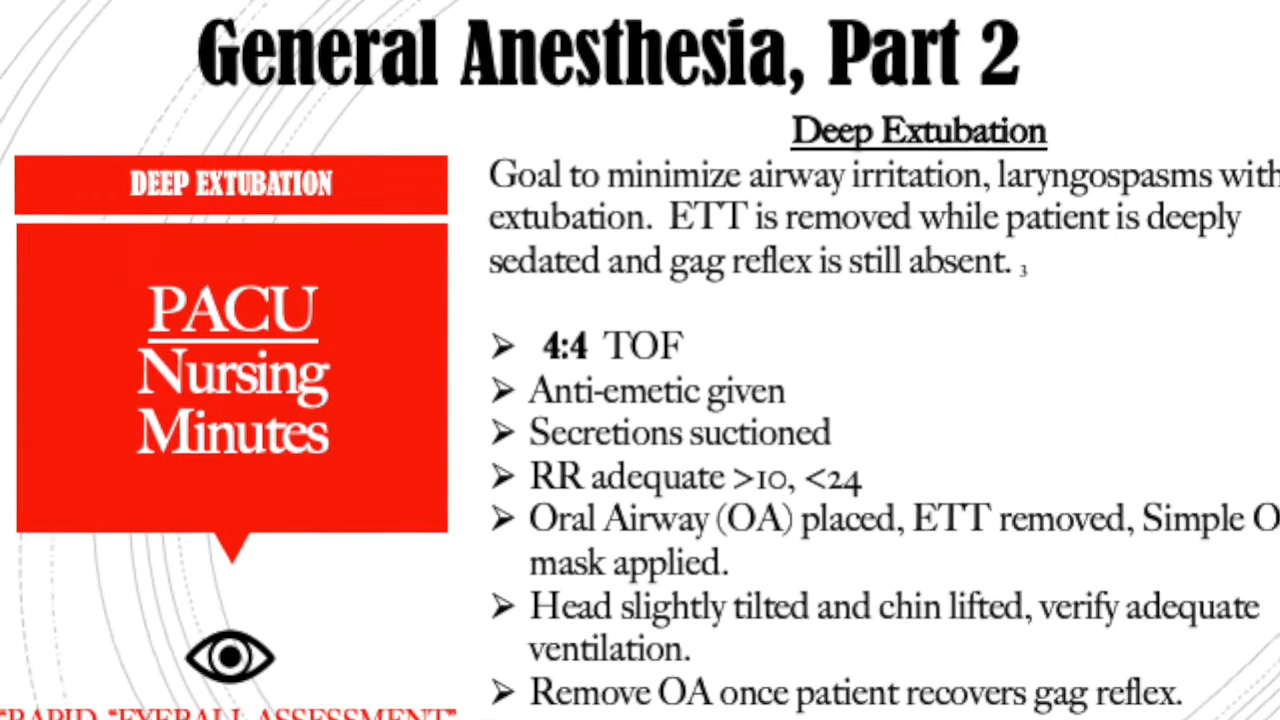 General Anesthesia, Part 2
DEEP EXTUBATION
PACU
Nursing
Minutes
"RAPID "EYEBALL ASSESSMENT"
Deep Extubation
Goal to minimize airway irritation, laryngospasms with
extubation. ETT is removed while patient is deeply
sedated and gag reflex is still absent. 3
➢ 4:4 TOF
➢ Anti-emetic given
➢ Secretions suctioned
➢ RR adequate >10, <24
➢ Oral Airway (OA) placed, ETT removed, Simple O
mask applied.
➢ Head slightly tilted and chin lifted, verify adequate
ventilation.
➢ Remove OA once patient recovers gag reflex.